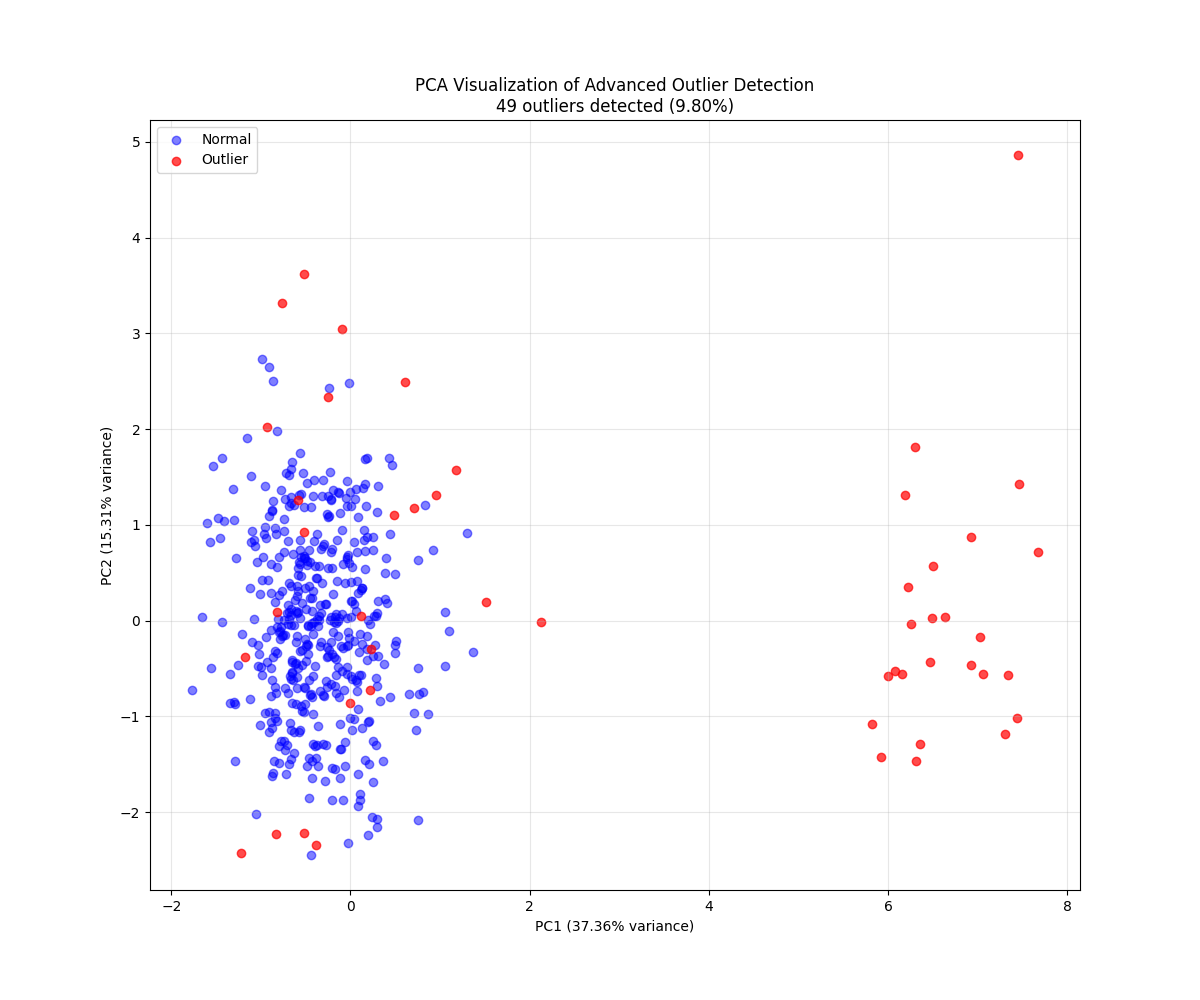 PCA Visualization of Advanced Outlier Detection
49 outliers detected (9.80%)
Normal
Outlier
5
4
3
2
1
0
−1
−2
PC2 (15.31% variance)
−2
0
2
4
6
8
PC1 (37.36% variance)